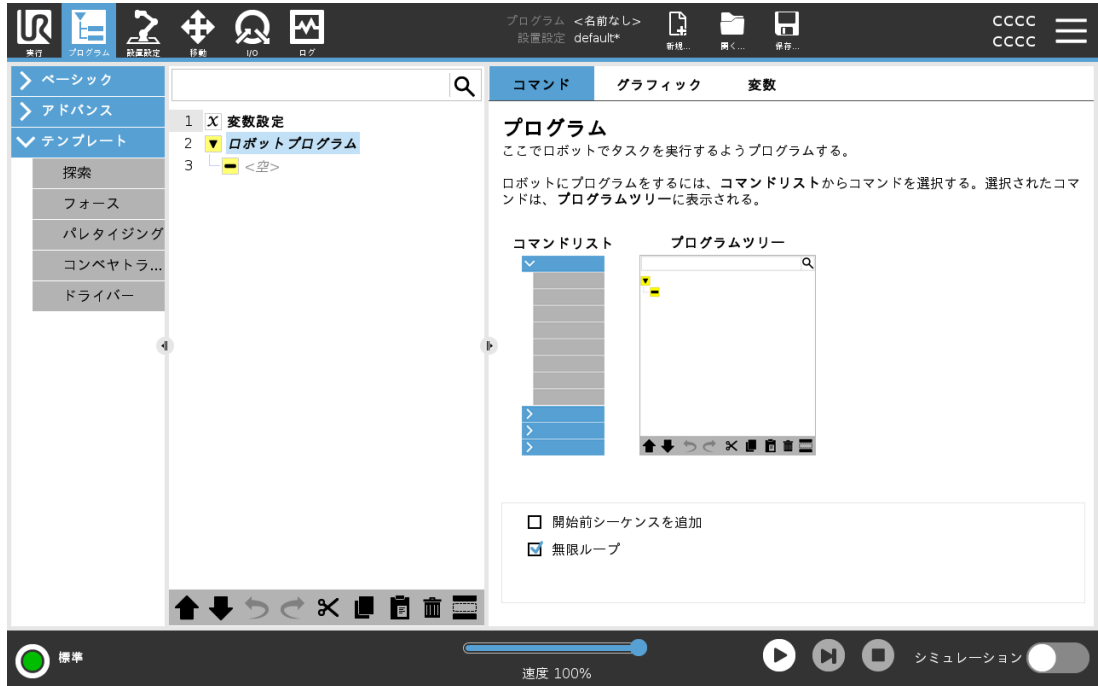 UR
実行
プログラム
設置設定
移動
I/O
ログ
プログラム <名前なし>
設置設定 default*
新規...
開く...
保存...
CCCC
CCCC
ベーシック
アドバンス
テンプレート
探索
フォース
パレタイジング
コンベヤトラ...
ドライバー
1 X 変数設定
2 ロボットプログラム
3 <空>
コマンド グラフィック 変数
プログラム
ここでロボットでタスクを実行するようプログラムする。
ロボットにプログラムをするには、コマンドリストからコマンドを選択する。選択されたコマ
ンドは、プログラムツリーに表示される。
コマンドリスト プログラムツリー
開始前シーケンスを追加
無限ループ
標準
速度 100%
シミュレーション